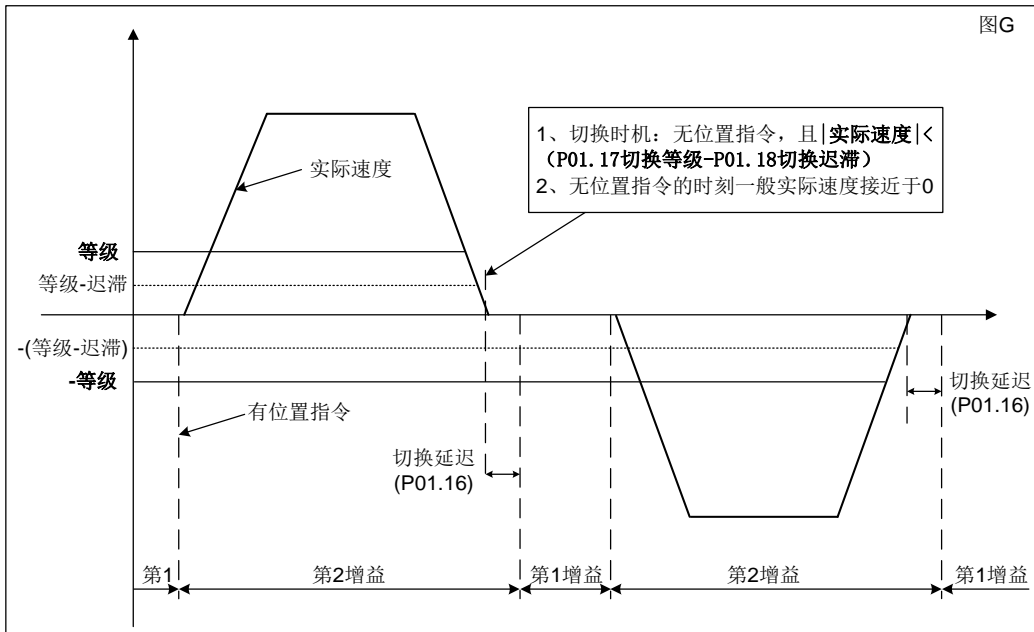 图G
1、切换时机：无位置指令，且|实际速度|<
（P01.17切换等级-P01.18切换迟滞）
2、无位置指令的时刻一般实际速度接近于0
实际速度
等级
等级-迟滞
-(等级-迟滞)
-等级
有位置指令
切换延迟
(P01.16)
切换延迟
(P01.16)
第1
第2增益
第1增益
第2增益
第1增益